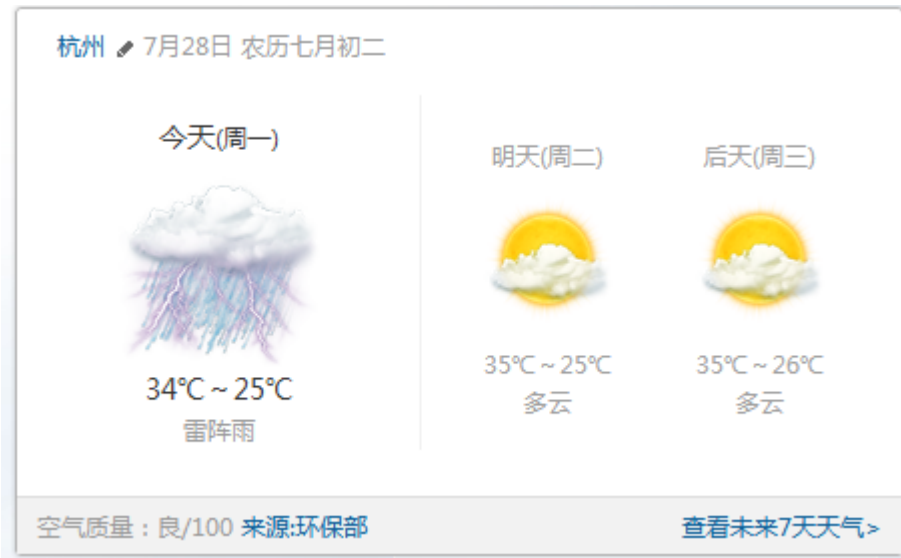 杭州 7月28日 农历七月初二
今天(周一)
34℃ ~ 25℃
雷阵雨
明天(周二)
35℃ ~ 25℃
多云
后天(周三)
35℃ ~ 26℃
多云
空气质量：良/100 来源:环保部
查看未来7天天气>